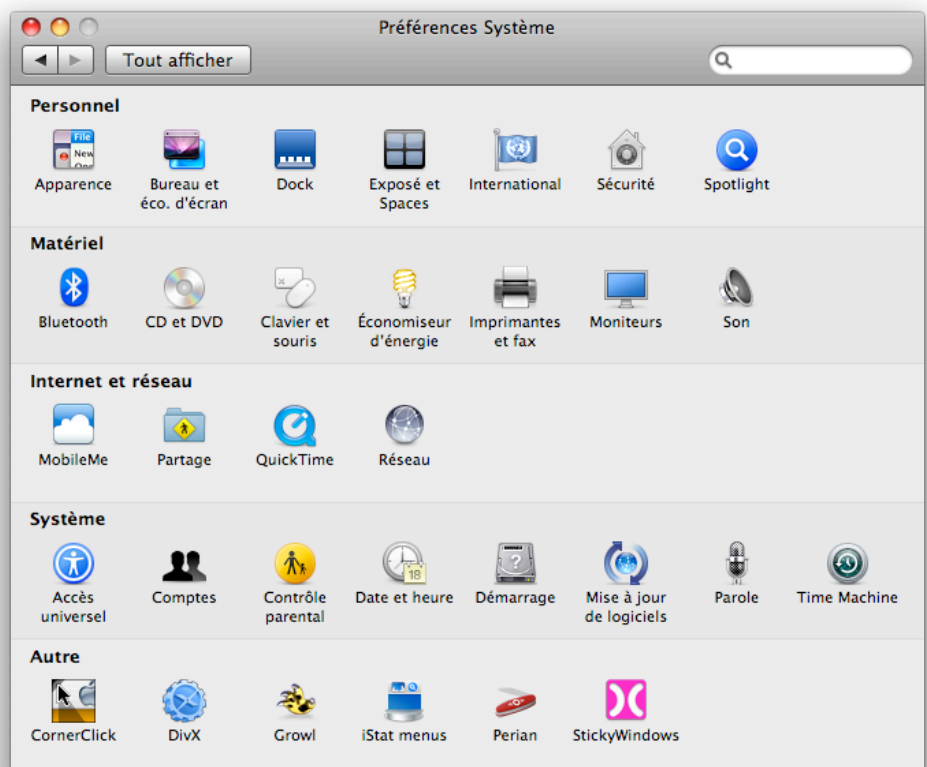 Préférences Système
Tout afficher
Personnel
File
New
Apparence
Bureau et
éco. d'écran
Dock
Exposé et
Spaces
International
Sécurité
Spotlight
Matériel
Bluetooth
CD et DVD
Clavier et
souris
Économiseur
d'énergie
Imprimantes
et fax
Moniteurs
Son
Internet et réseau
MobileMe
Partage
QuickTime
Réseau
Système
18
?
Accès
universel
Comptes
Contrôle
parental
Date et heure
Démarrage
Mise à jour
de logiciels
Parole
Time Machine
Autre
CornerClick
DivX
Growl
iStat menus
Perian
StickyWindows